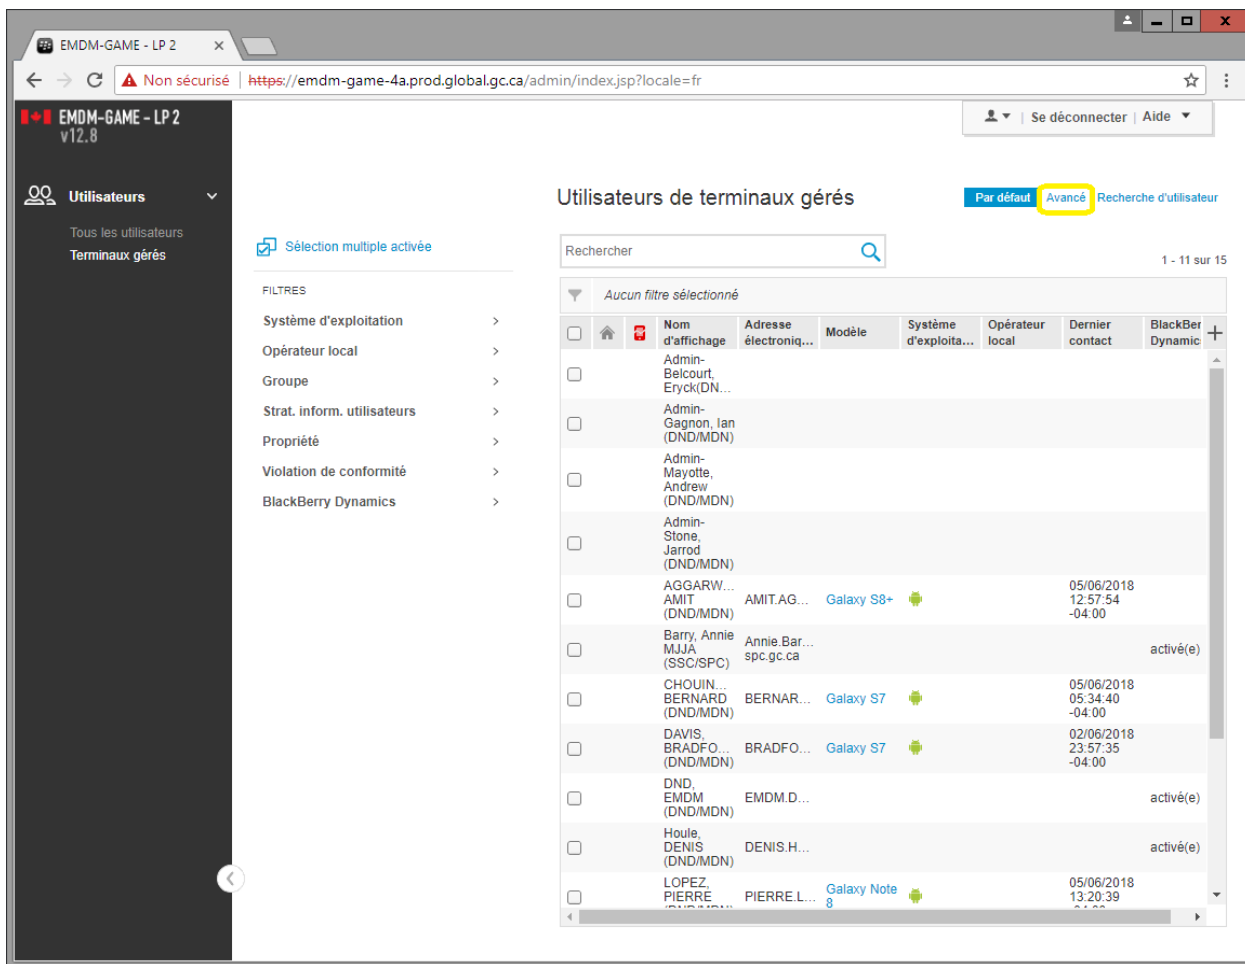 EMDM-GAME - LP 2
Non sécurisé https://emdm-game-4a.prod.global.gc.ca/admin/index.jsp?locale=fr
EMDM-GAME - LP 2
v12.8
Se déconnecter | Aide
Utilisateurs
Tous les utilisateurs
Terminaux gérés
Utilisateurs de terminaux gérés
Par défaut Avancé Recherche d'utilisateur
Sélection multiple activée
Rechercher
1 - 11 sur 15
FILTRES
Système d'exploitation
Opérateur local
Groupe
Strat. inform. utilisateurs
Propriété
Violation de conformité
BlackBerry Dynamics
Aucun filtre sélectionné
Nom Adresse Modèle Système Opérateur Dernier BlackBer
d'affichage électroniq... d'exploita... local contact Dynamic
Admin-
Belcourt,
Eryck(DN...
Admin-
Gagnon, Ian
(DND/MDN)
Admin-
Mayotte,
Andrew
(DND/MDN)
Admin-
Stone,
Jarrod
(DND/MDN)
AGGARW... 05/06/2018
AMIT AMIT.AG... Galaxy S8+ 12:57:54
(DND/MDN) -04:00
Barry, Annie Annie.Bar...
MJJA activé(e)
(SSC/SPC) spc.gc.ca
CHOUIN... 05/06/2018
BERNARD BERNAR... Galaxy S7 05:34:40
(DND/MDN) -04:00
DAVIS, 02/06/2018
BRADFO... BRADFO... Galaxy S7 23:57:35
(DND/MDN) -04:00
DND,
EMDM EMDM.D... activé(e)
(DND/MDN)
Houle,
DENIS DENIS.H... activé(e)
(DND/MDN)
LOPEZ, Galaxy Note 05/06/2018
PIERRE PIERRE.L... 8 13:20:39